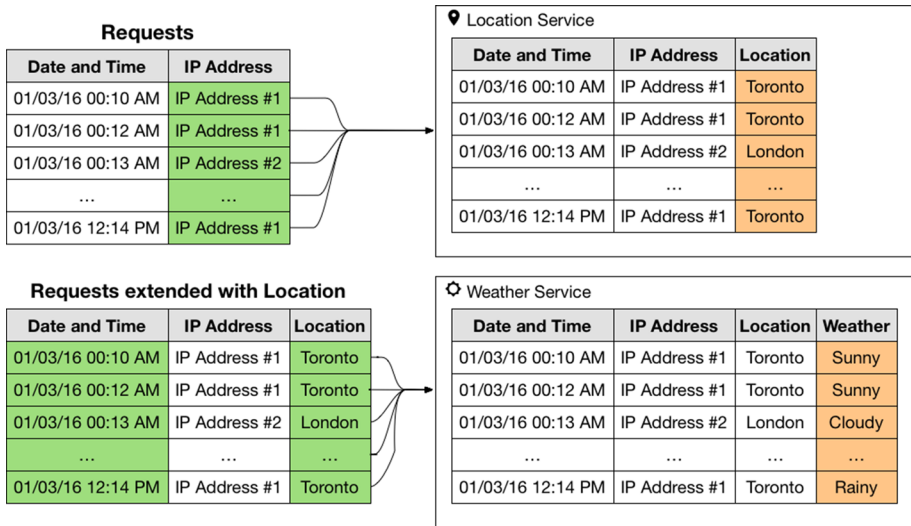 Requests
Date and Time IP Address
01/03/16 00:10 AM IP Address #1
01/03/16 00:12 AM IP Address #1
01/03/16 00:13 AM IP Address #2
... ...
01/03/16 12:14 PM IP Address #1
Location Service
Date and Time IP Address Location
01/03/16 00:10 AM IP Address #1 Toronto
01/03/16 00:12 AM IP Address #1 Toronto
01/03/16 00:13 AM IP Address #2 London
... ... ...
01/03/16 12:14 PM IP Address #1 Toronto
Requests extended with Location
Date and Time IP Address Location
01/03/16 00:10 AM IP Address #1 Toronto
01/03/16 00:12 AM IP Address #1 Toronto
01/03/16 00:13 AM IP Address #2 London
... ... ...
01/03/16 12:14 PM IP Address #1 Toronto
Weather Service
Date and Time IP Address Location Weather
01/03/16 00:10 AM IP Address #1 Toronto Sunny
01/03/16 00:12 AM IP Address #1 Toronto Sunny
01/03/16 00:13 AM IP Address #2 London Cloudy
... ... ... ...
01/03/16 12:14 PM IP Address #1 Toronto Rainy